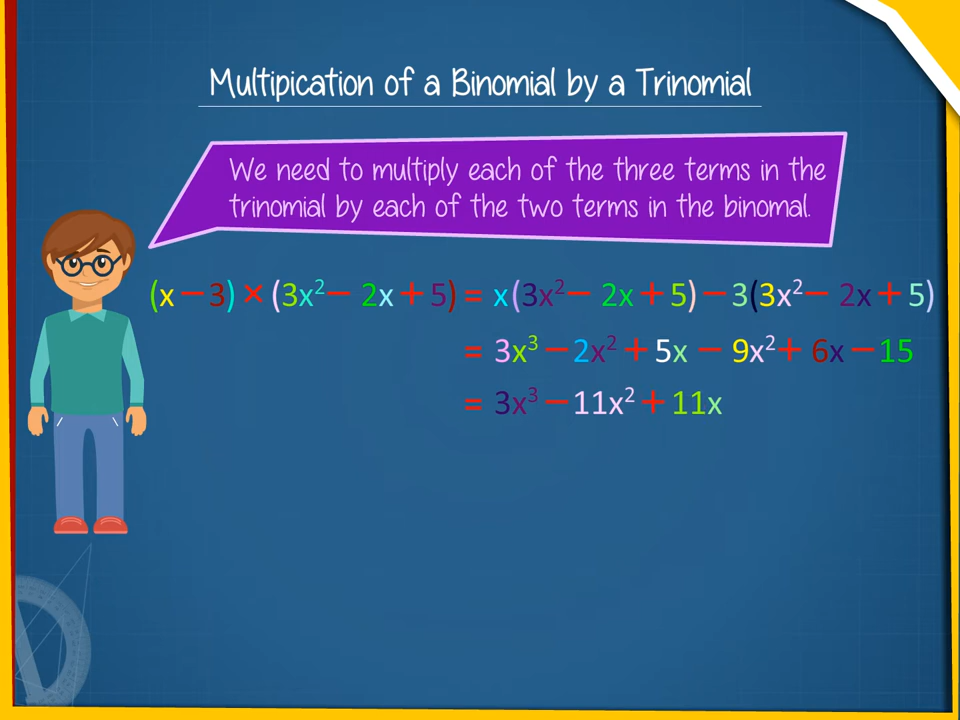 Multipication of a Binomial by a Trinomial
We need to multiply each of the three terms in the
trinomial by each of the two terms in the binomal.
(x − 3) × (3x² − 2x + 5) = x(3x² − 2x + 5) − 3(3x² − 2x + 5)
= 3x³ − 2x² + 5x − 9x² + 6x − 15
= 3x³ − 11x² + 11x